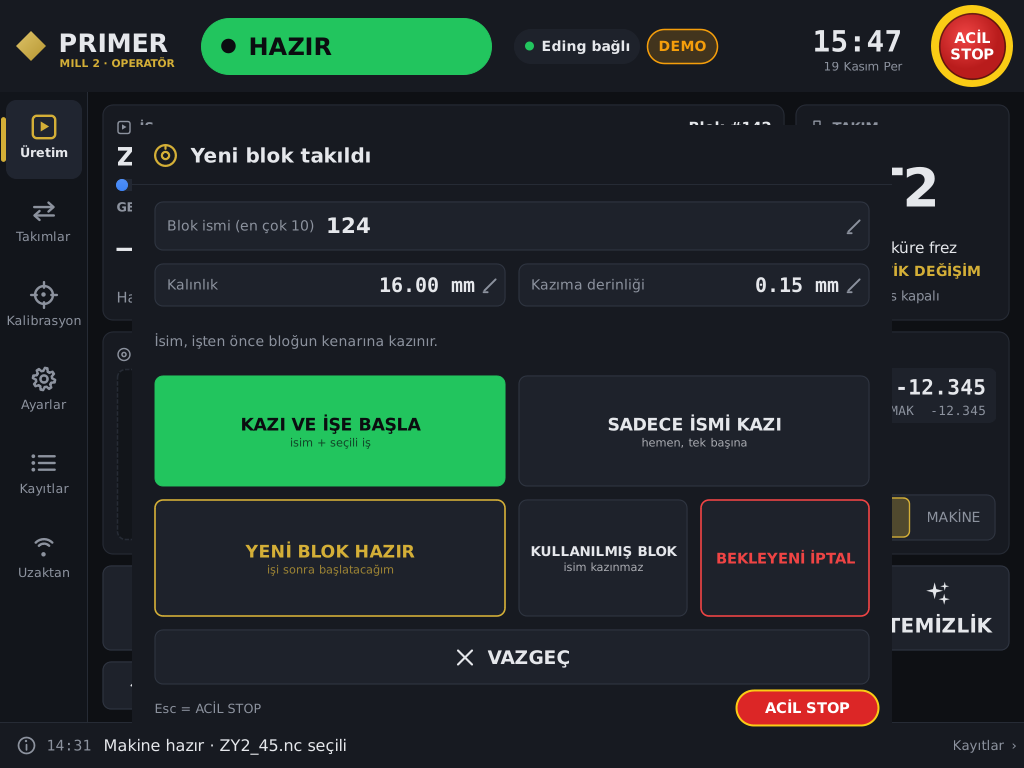 PRIMER
MILL 2 · OPERATÖR
HAZIR
Eding bağlı
DEMO
15:47
19 Kasım Per
ACİL
STOP
Üretim
Takımlar
Kalibrasyon
Ayarlar
Kayıtlar
Uzaktan
Yeni blok takıldı
Blok ismi (en çok 10) 124
Kalınlık 16.00 mm
Kazıma derinliği 0.15 mm
İsim, işten önce bloğun kenarına kazınır.
KAZI VE İŞE BAŞLA
isim + seçili iş
SADECE İSMİ KAZI
hemen, tek başına
YENİ BLOK HAZIR
işi sonra başlatacağım
KULLANILMIŞ BLOK
isim kazınmaz
BEKLEYENİ İPTAL
VAZGEÇ
Esc = ACİL STOP
ACİL STOP
küre frez
-12.345
-12.345
MAKİNE
TEMİZLİK
14:31 Makine hazır · ZY2_45.nc seçili
Kayıtlar ›